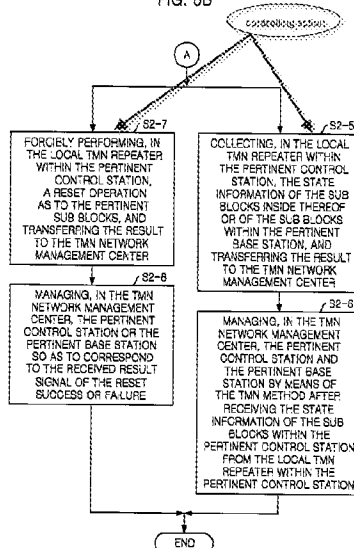 FIG. 5B
controlling station
A
S2-7
FORCIBLY PERFORMING, IN
THE LOCAL TMN REPEATER
WITHIN THE PERTINENT
CONTROL STATION,
A RESET OPERATION
AS TO THE PERTINENT
SUB BLOCKS, AND
TRANSFERRING THE RESULT
TO THE TMN NETWORK
MANAGEMENT CENTER
S2-8
MANAGING, IN THE TMN
NETWORK MANAGEMENT
CENTER, THE PERTINENT
CONTROL STATION OR THE
PERTINENT BASE STATION
SO AS TO CORRESPOND
TO THE RECEIVED RESULT
SIGNAL OF THE RESET
SUCCESS OR FAILURE
S2-5
COLLECTING, IN THE LOCAL
TMN REPEATER WITHIN
THE PERTINENT CONTROL
STATION, THE STATE
INFORMATION OF THE SUB
BLOCKS INSIDE THEREOF
OR OF THE SUB BLOCKS
WITHIN THE PERTINENT
BASE STATION, AND
TRANSFERRING THE RESULT
TO THE TMN NETWORK
MANAGEMENT CENTER
S2-6
MANAGING, IN THE TMN
NETWORK MANAGEMENT
CENTER, THE PERTINENT
CONTROL STATION AND
THE PERTINENT BASE
STATION BY MEANS OF
THE TMN METHOD AFTER
RECEIVING THE STATE
INFORMATION OF THE SUB
BLOCKS WITHIN THE
PERTINENT CONTROL STATION
FROM THE LOCAL TMN
REPEATER WITHIN THE
PERTINENT CONTROL STATION
END